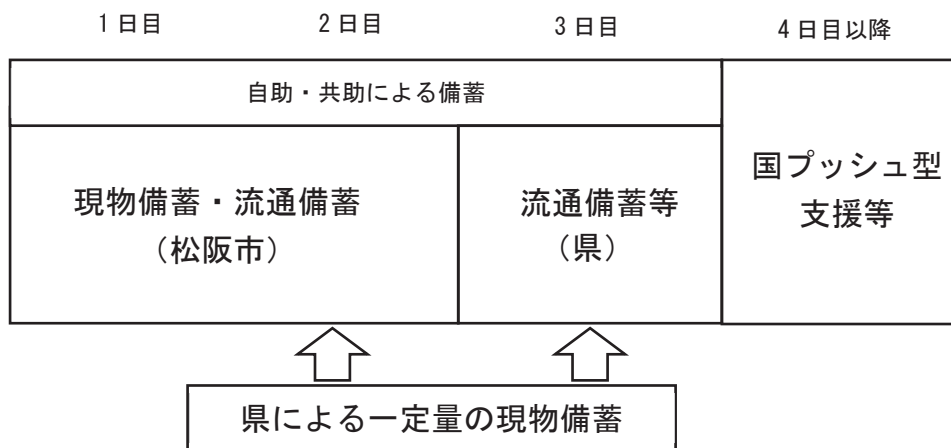 1日目 2日目 3日目 4日目以降
自助・共助による備蓄
現物備蓄・流通備蓄
（松阪市）
流通備蓄等
（県）
国プッシュ型
支援等
県による一定量の現物備蓄